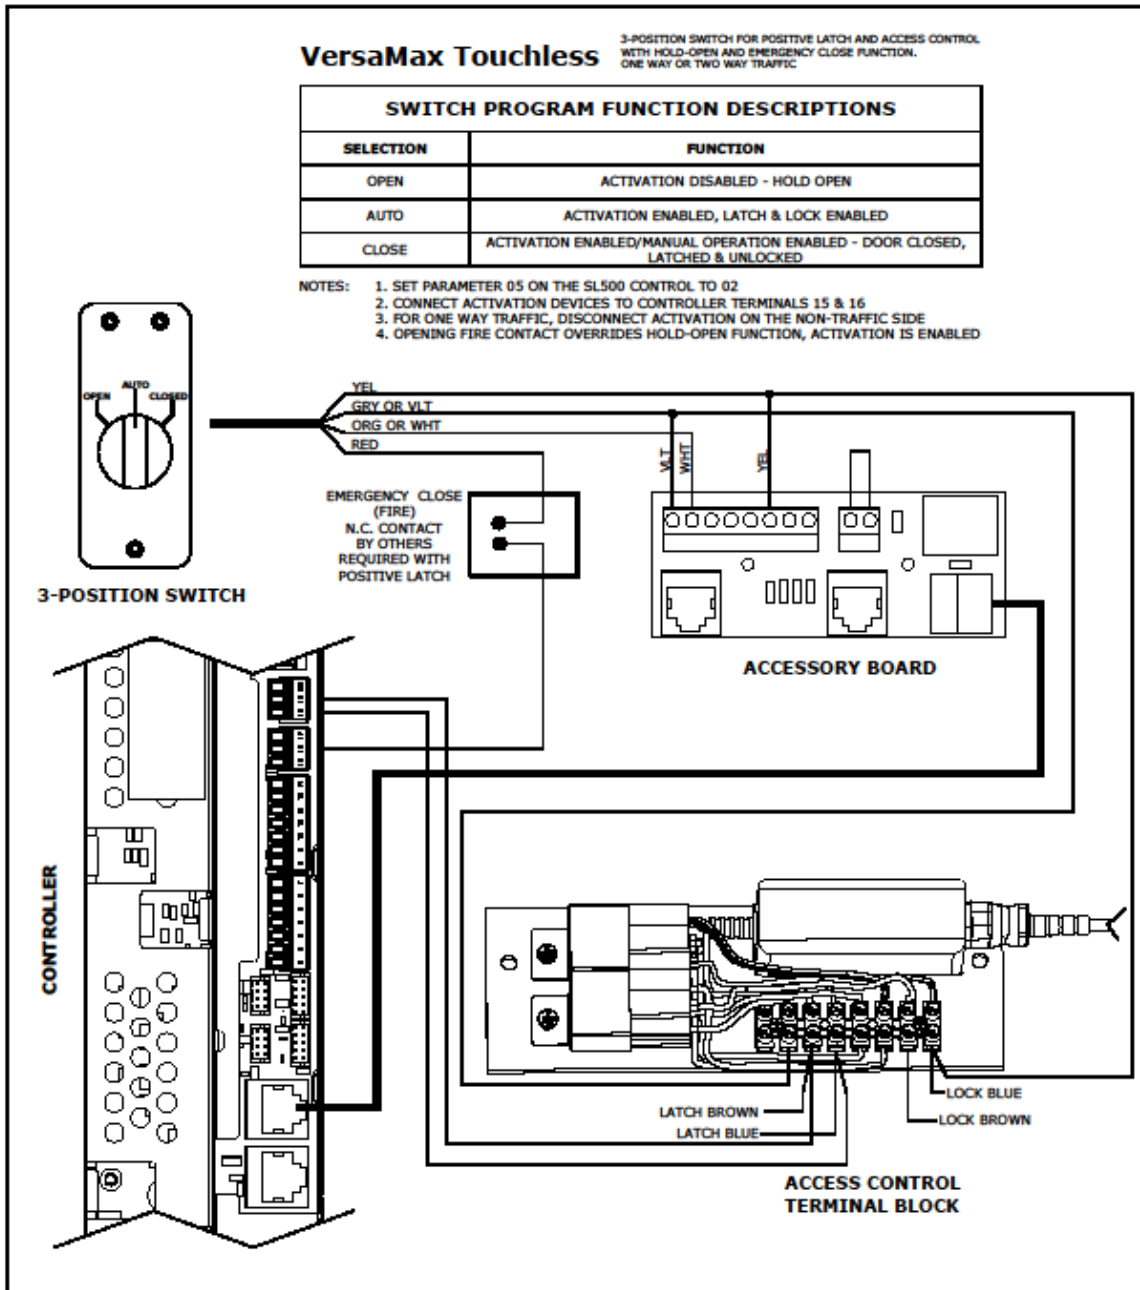 VersaMax Touchless
3-POSITION SWITCH FOR POSITIVE LATCH AND ACCESS CONTROL
WITH HOLD-OPEN AND EMERGENCY CLOSE FUNCTION.
ONE WAY OR TWO WAY TRAFFIC
SWITCH PROGRAM FUNCTION DESCRIPTIONS
SELECTION FUNCTION
OPEN ACTIVATION DISABLED - HOLD OPEN
AUTO ACTIVATION ENABLED, LATCH & LOCK ENABLED
CLOSE ACTIVATION ENABLED/MANUAL OPERATION ENABLED - DOOR CLOSED,
LATCHED & UNLOCKED
NOTES: 1. SET PARAMETER 05 ON THE SL500 CONTROL TO 02
2. CONNECT ACTIVATION DEVICES TO CONTROLLER TERMINALS 15 & 16
3. FOR ONE WAY TRAFFIC, DISCONNECT ACTIVATION ON THE NON-TRAFFIC SIDE
4. OPENING FIRE CONTACT OVERRIDES HOLD-OPEN FUNCTION, ACTIVATION IS ENABLED
OPEN AUTO CLOSED
3-POSITION SWITCH
YEL
GRY OR VLT
ORG OR WHT
RED
VLT
WHT
YEL
EMERGENCY CLOSE
(FIRE)
N.C. CONTACT
BY OTHERS
REQUIRED WITH
POSITIVE LATCH
ACCESSORY BOARD
CONTROLLER
LOCK BLUE
LOCK BROWN
LATCH BROWN
LATCH BLUE
ACCESS CONTROL
TERMINAL BLOCK